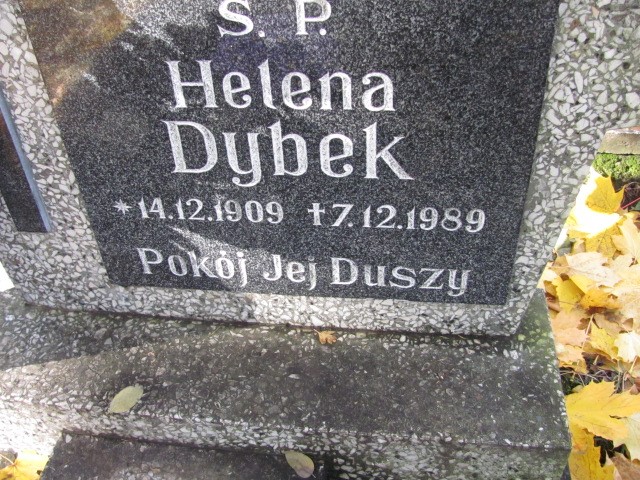 Ś. P.
Helena
Dybek
*14.12.1909 †7.12.1989
Pokój Jej Duszy